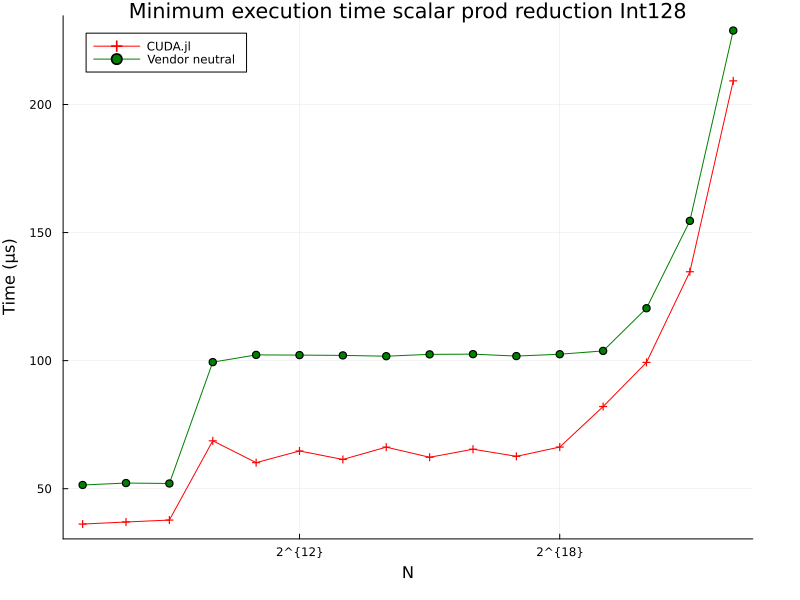 Minimum execution time scalar prod reduction Int128
CUDA.jl
Vendor neutral
Time (μs)
200
150
100
50
2^{12}
2^{18}
N